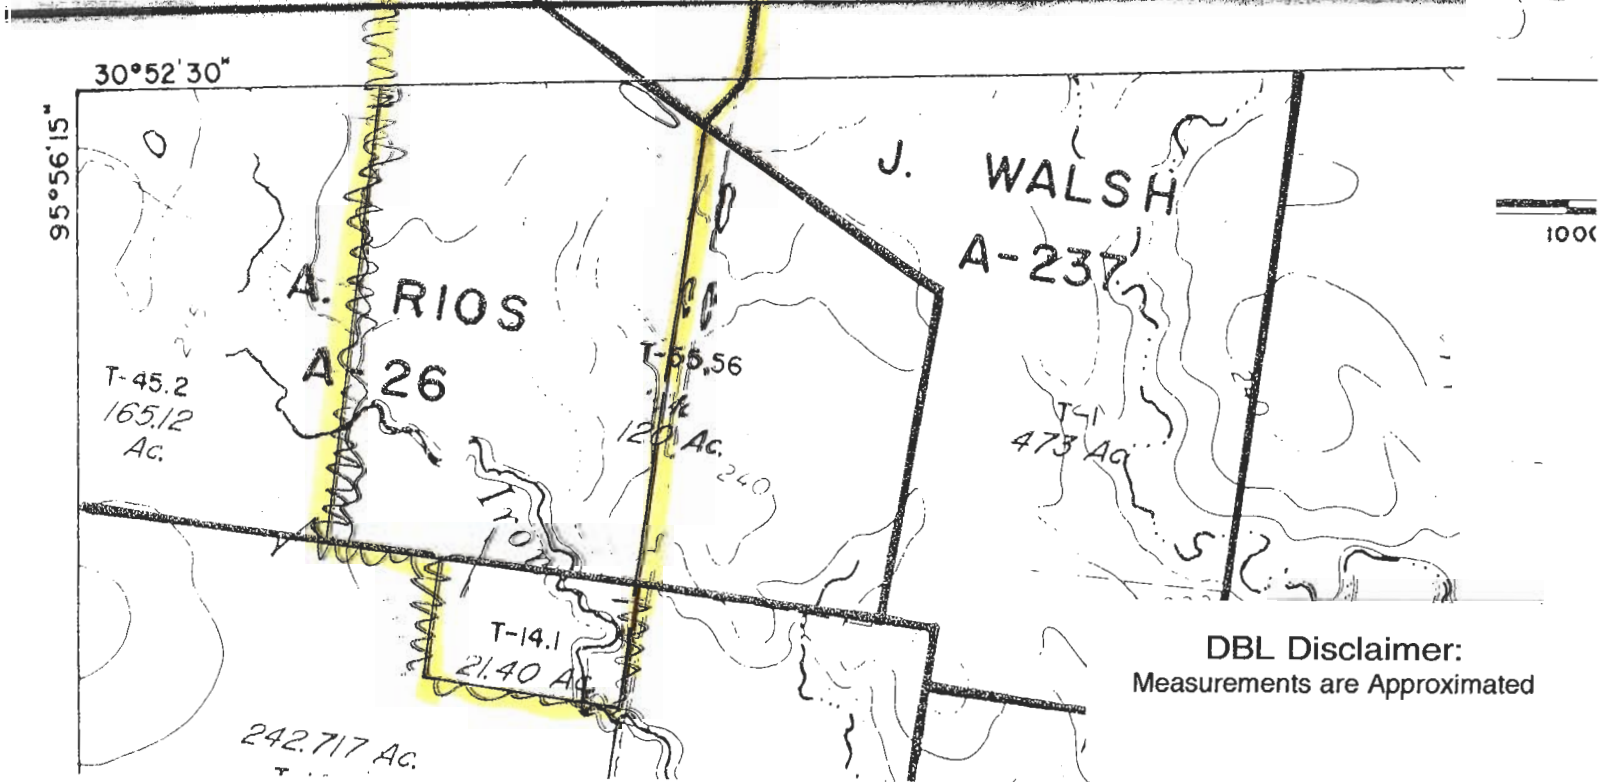 30°52'30"
95°56'15"
J. WALSH
A-237
1000
A. RIOS
A-26
T-45.2
165.12
Ac.
T-55,56
120 Ac.
240
T-1
473 Ac
T-14.1
21.40 Ac
242.717 Ac.
DBL Disclaimer:
Measurements are Approximated